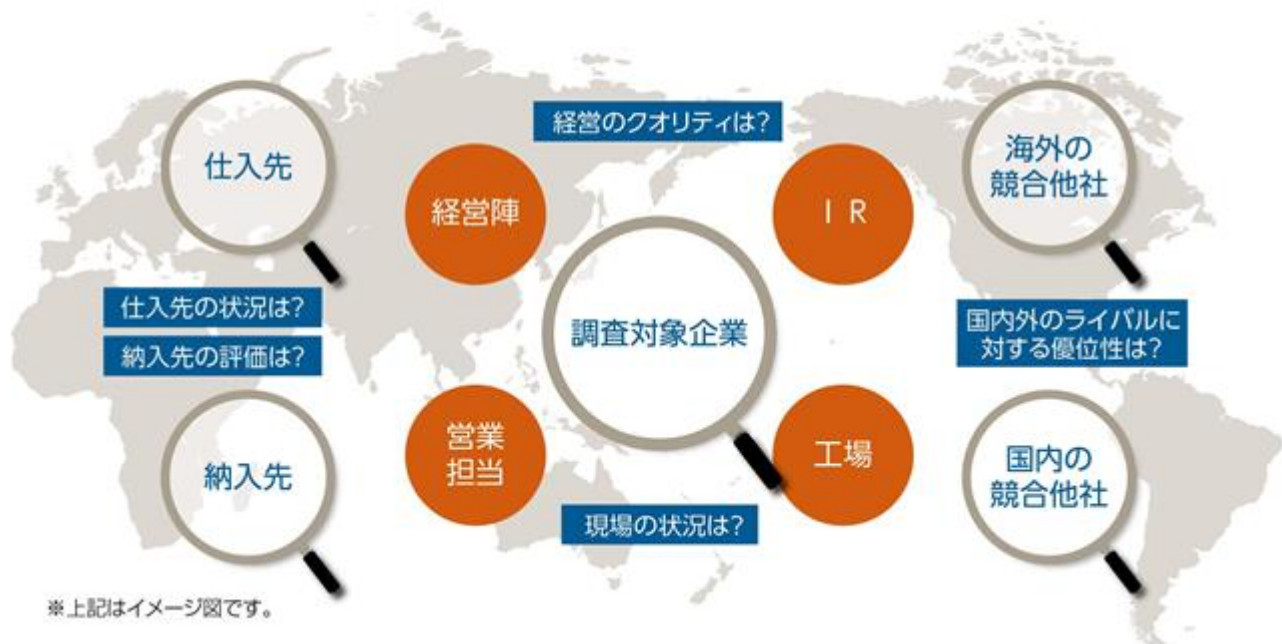 経営のクオリティは?
仕入先
経営陣
ＩＲ
海外の
競合他社
仕入先の状況は?
納入先の評価は?
調査対象企業
国内外のライバルに
対する優位性は?
納入先
営業
担当
工場
国内の
競合他社
現場の状況は?
※上記はイメージ図です。